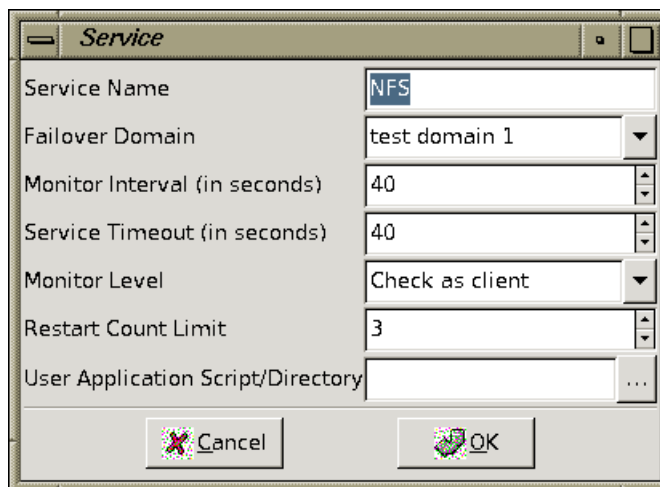 Service
Service Name NFS
Failover Domain test domain 1
Monitor Interval (in seconds) 40
Service Timeout (in seconds) 40
Monitor Level Check as client
Restart Count Limit 3
User Application Script/Directory ...
Cancel OK